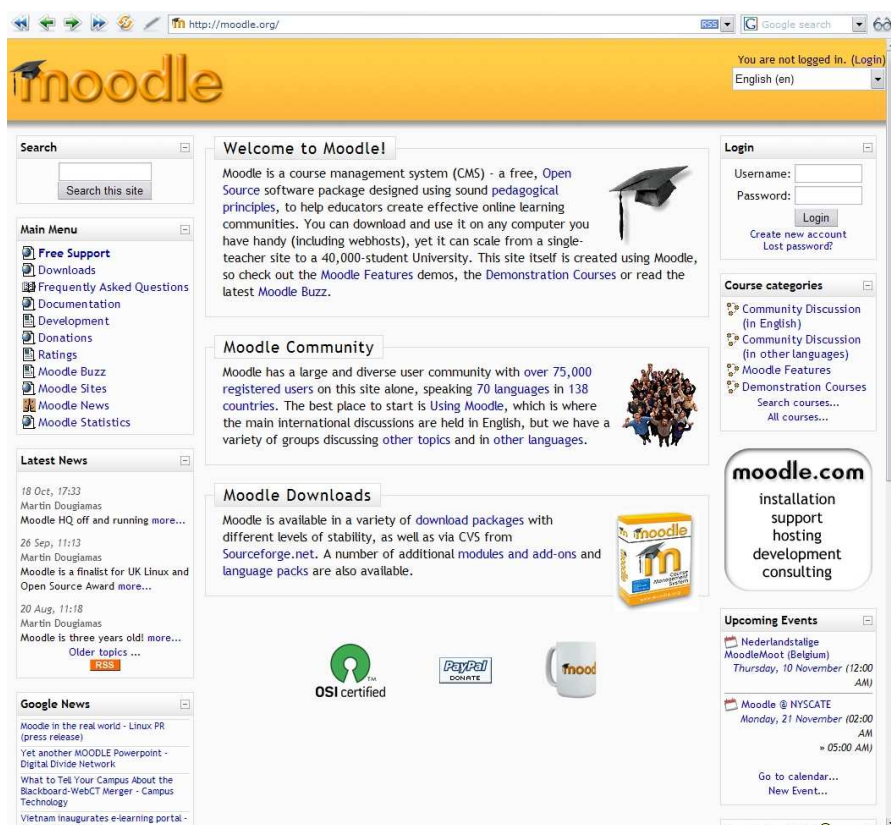 http://moodle.org/
RSS
G Google search
moodle
You are not logged in. (Login)
English (en)
Search
Search this site
Main Menu
Free Support
Downloads
Frequently Asked Questions
Documentation
Development
Donations
Ratings
Moodle Buzz
Moodle Sites
Moodle News
Moodle Statistics
Latest News
18 Oct, 17:33
Martin Dougiamas
Moodle HQ off and running more...
26 Sep, 11:13
Martin Dougiamas
Moodle is a finalist for UK Linux and
Open Source Award more...
20 Aug, 11:18
Martin Dougiamas
Moodle is three years old! more...
Older topics ...
RSS
Google News
Moodle in the real world - Linux PR
(press release)
Yet another MOODLE Powerpoint -
Digital Divide Network
What to Tell Your Campus About the
Blackboard-WebCT Merger - Campus
Technology
Vietnam inaugurates e-learning portal -
Welcome to Moodle!
Moodle is a course management system (CMS) - a free, Open
Source software package designed using sound pedagogical
principles, to help educators create effective online learning
communities. You can download and use it on any computer you
have handy (including webhosts), yet it can scale from a single-
teacher site to a 40,000-student University. This site itself is created using Moodle,
so check out the Moodle Features demos, the Demonstration Courses or read the
latest Moodle Buzz.
Moodle Community
Moodle has a large and diverse user community with over 75,000
registered users on this site alone, speaking 70 languages in 138
countries. The best place to start is Using Moodle, which is where
the main international discussions are held in English, but we have a
variety of groups discussing other topics and in other languages.
Moodle Downloads
Moodle is available in a variety of download packages with
different levels of stability, as well as via CVS from
Sourceforge.net. A number of additional modules and add-ons and
language packs are also available.
moodle
m
Course
Management
System
www.moodle.org
OSI certified
TM
PayPal
DONATE
mood
Login
Username:
Password:
Login
Create new account
Lost password?
Course categories
Community Discussion
(in English)
Community Discussion
(in other languages)
Moodle Features
Demonstration Courses
Search courses...
All courses...
moodle.com
installation
support
hosting
development
consulting
Upcoming Events
Nederlandstalige
MoodleMoot (Belgium)
Thursday, 10 November (12:00
AM)
Moodle @ NYSCATE
Monday, 21 November (02:00
AM
» 05:00 AM)
Go to calendar...
New Event...